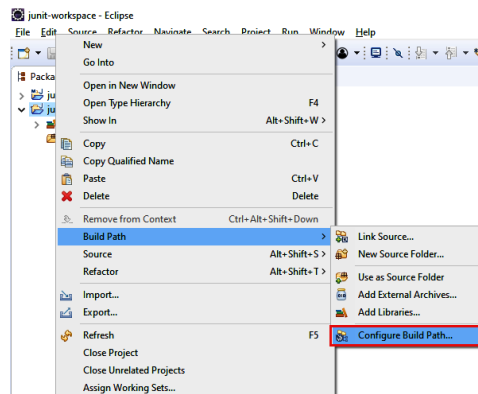 junit-workspace - Eclipse
File Edit Source Refactor Navigate Search Project Run Window Help
Packa
ju
ju
New
Go Into
Open in New Window
Open Type Hierarchy F4
Show In Alt+Shift+W
Copy Ctrl+C
Copy Qualified Name
Paste Ctrl+V
Delete Delete
Remove from Context Ctrl+Alt+Shift+Down
Build Path
Source Alt+Shift+S
Refactor Alt+Shift+T
Import...
Export...
Refresh F5
Close Project
Close Unrelated Projects
Assign Working Sets...
Link Source...
New Source Folder...
Use as Source Folder
Add External Archives...
Add Libraries...
Configure Build Path...